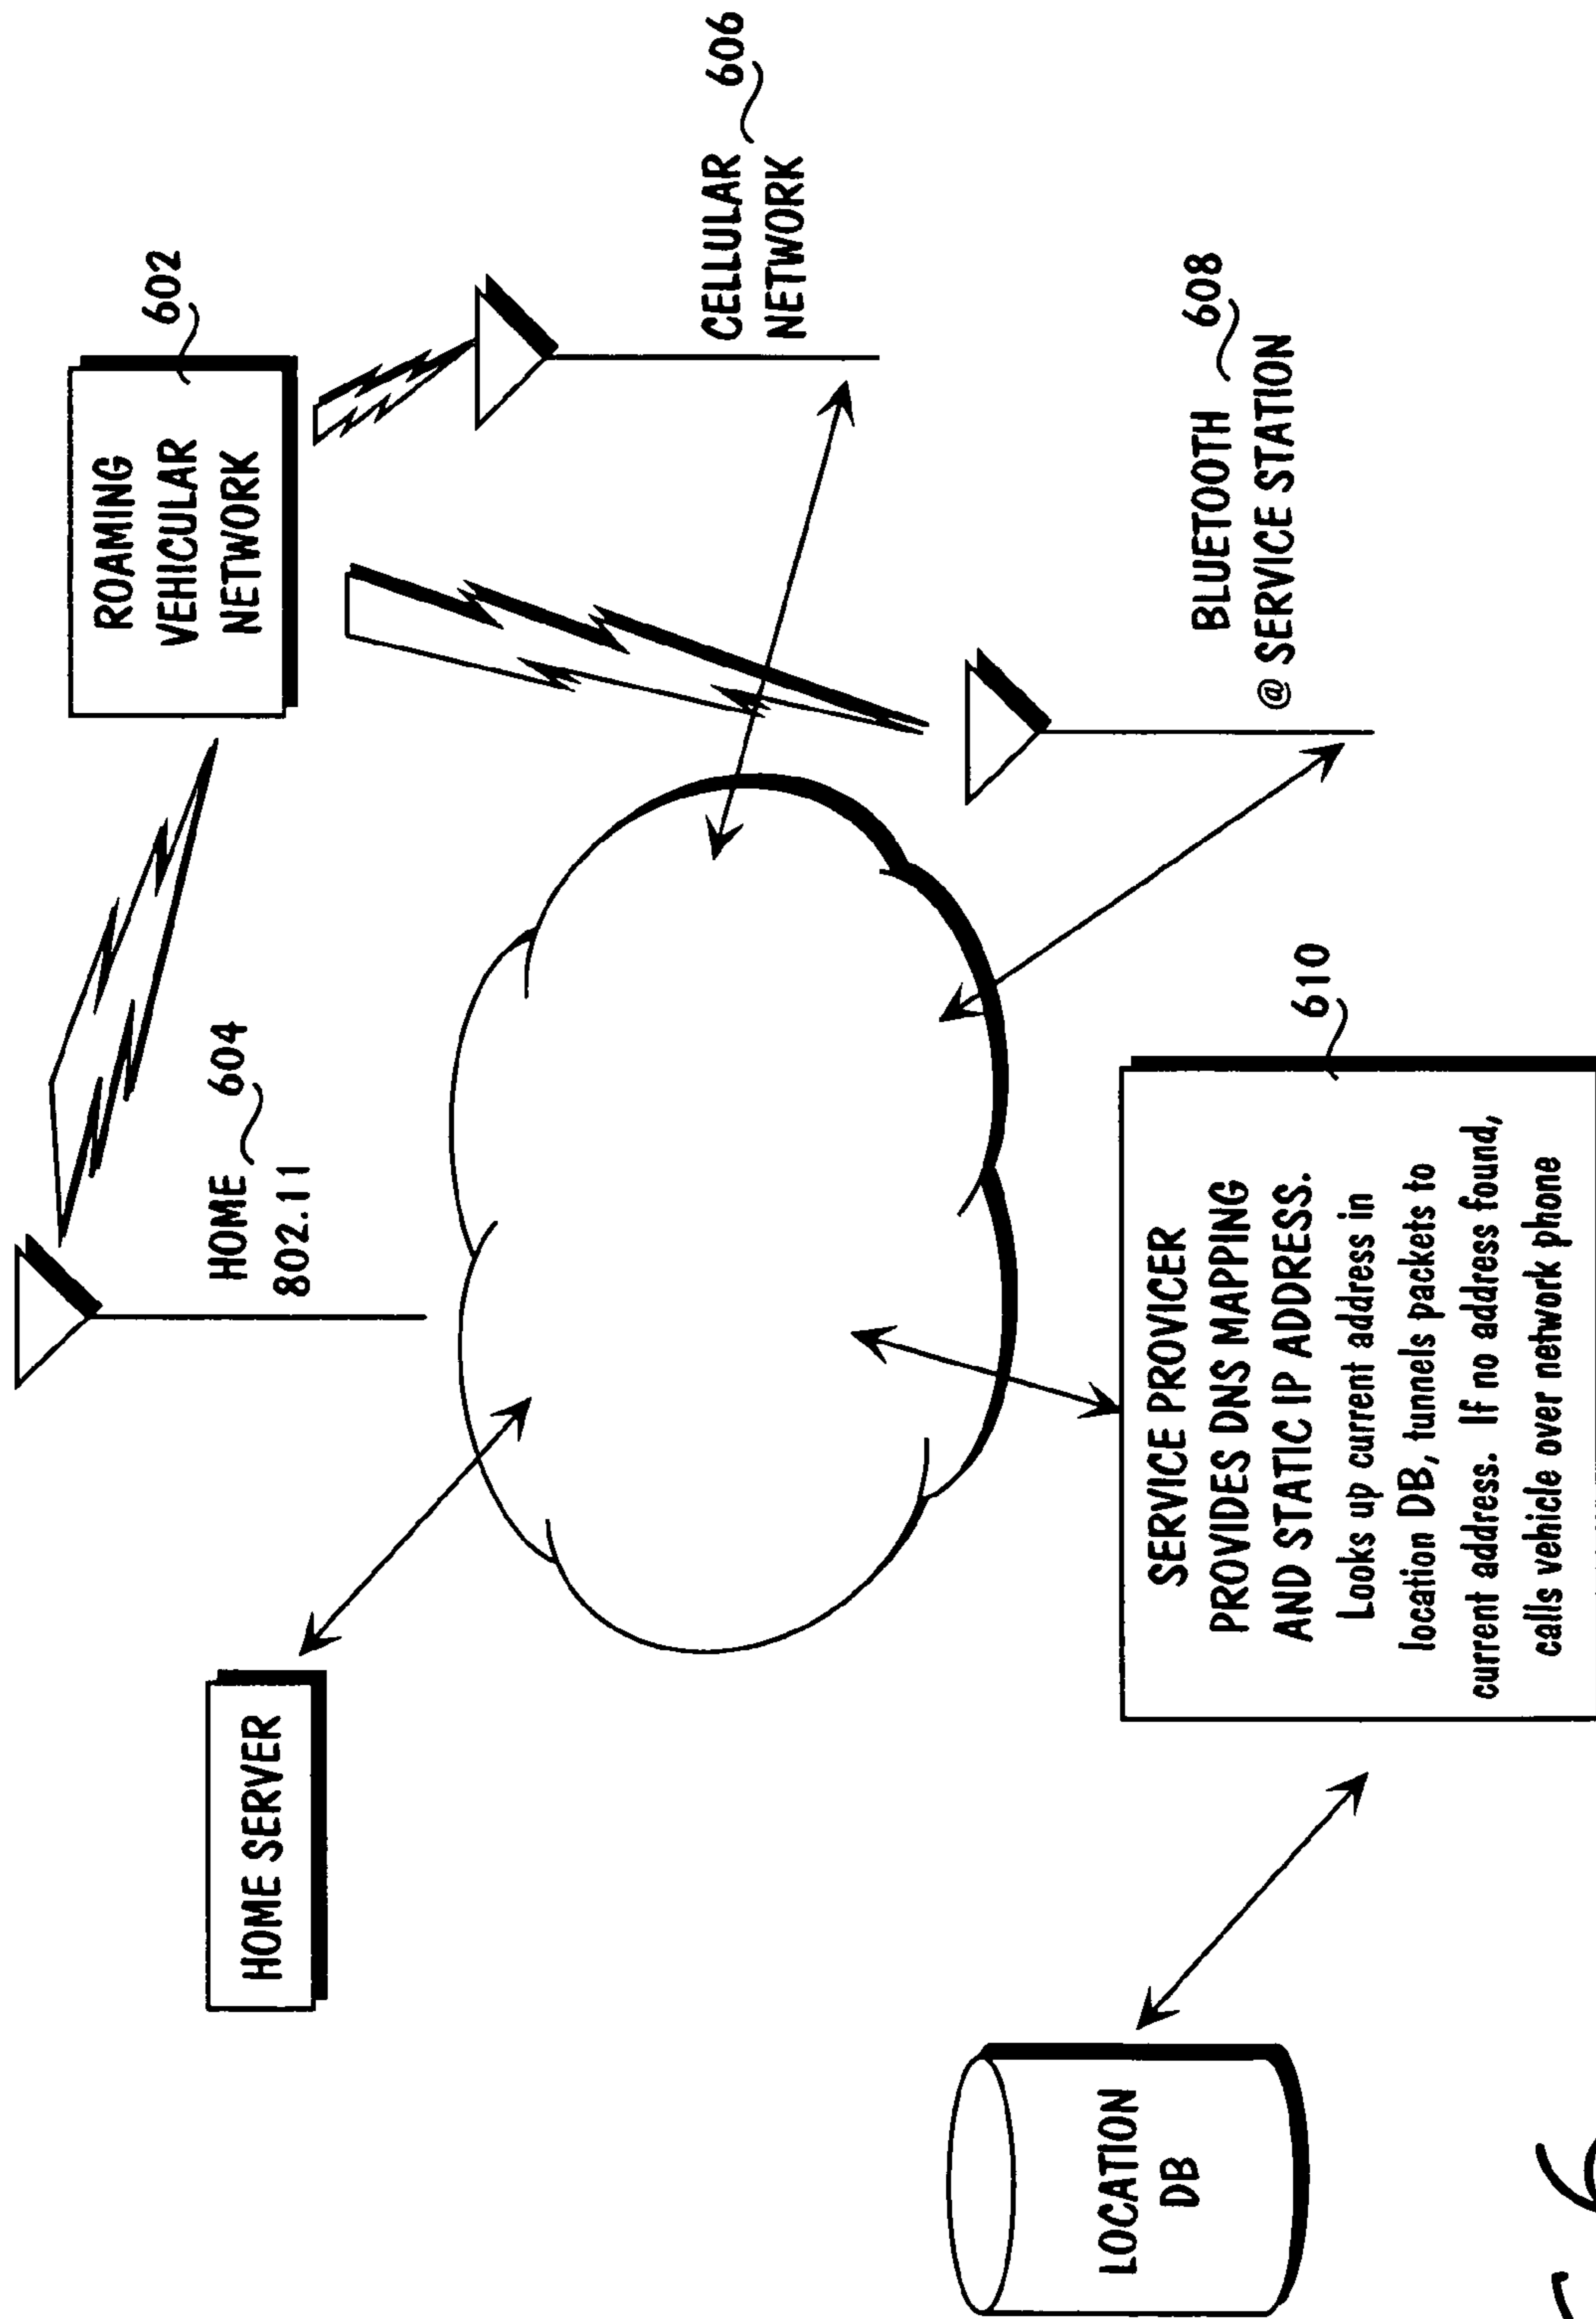 ROAMING
VEHICULAR
NETWORK
602
HOME 604
802.11
CELLULAR 606
NETWORK
HOME SERVER
BLUETOOTH 608
@ SERVICE STATION
610
SERVICE PROVICER
PROVIDES DNS MAPPING
AND STATIC IP ADDRESS.
Looks up current address in
location DB, tunnels packets to
current address. If no address found,
calls vehicle over network phone
LOCATION
DB